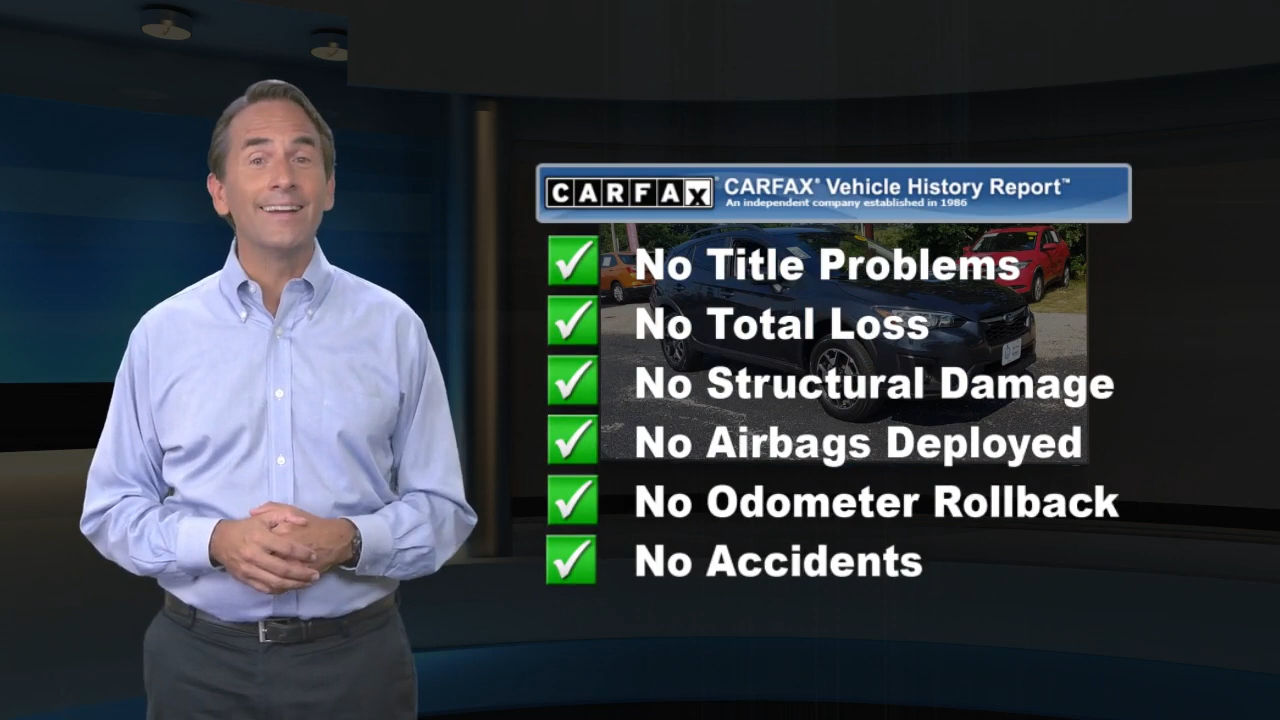 CARFAX® CARFAX® Vehicle History Report™
An independent company established in 1986
No Title Problems
No Total Loss
No Structural Damage
No Airbags Deployed
No Odometer Rollback
No Accidents